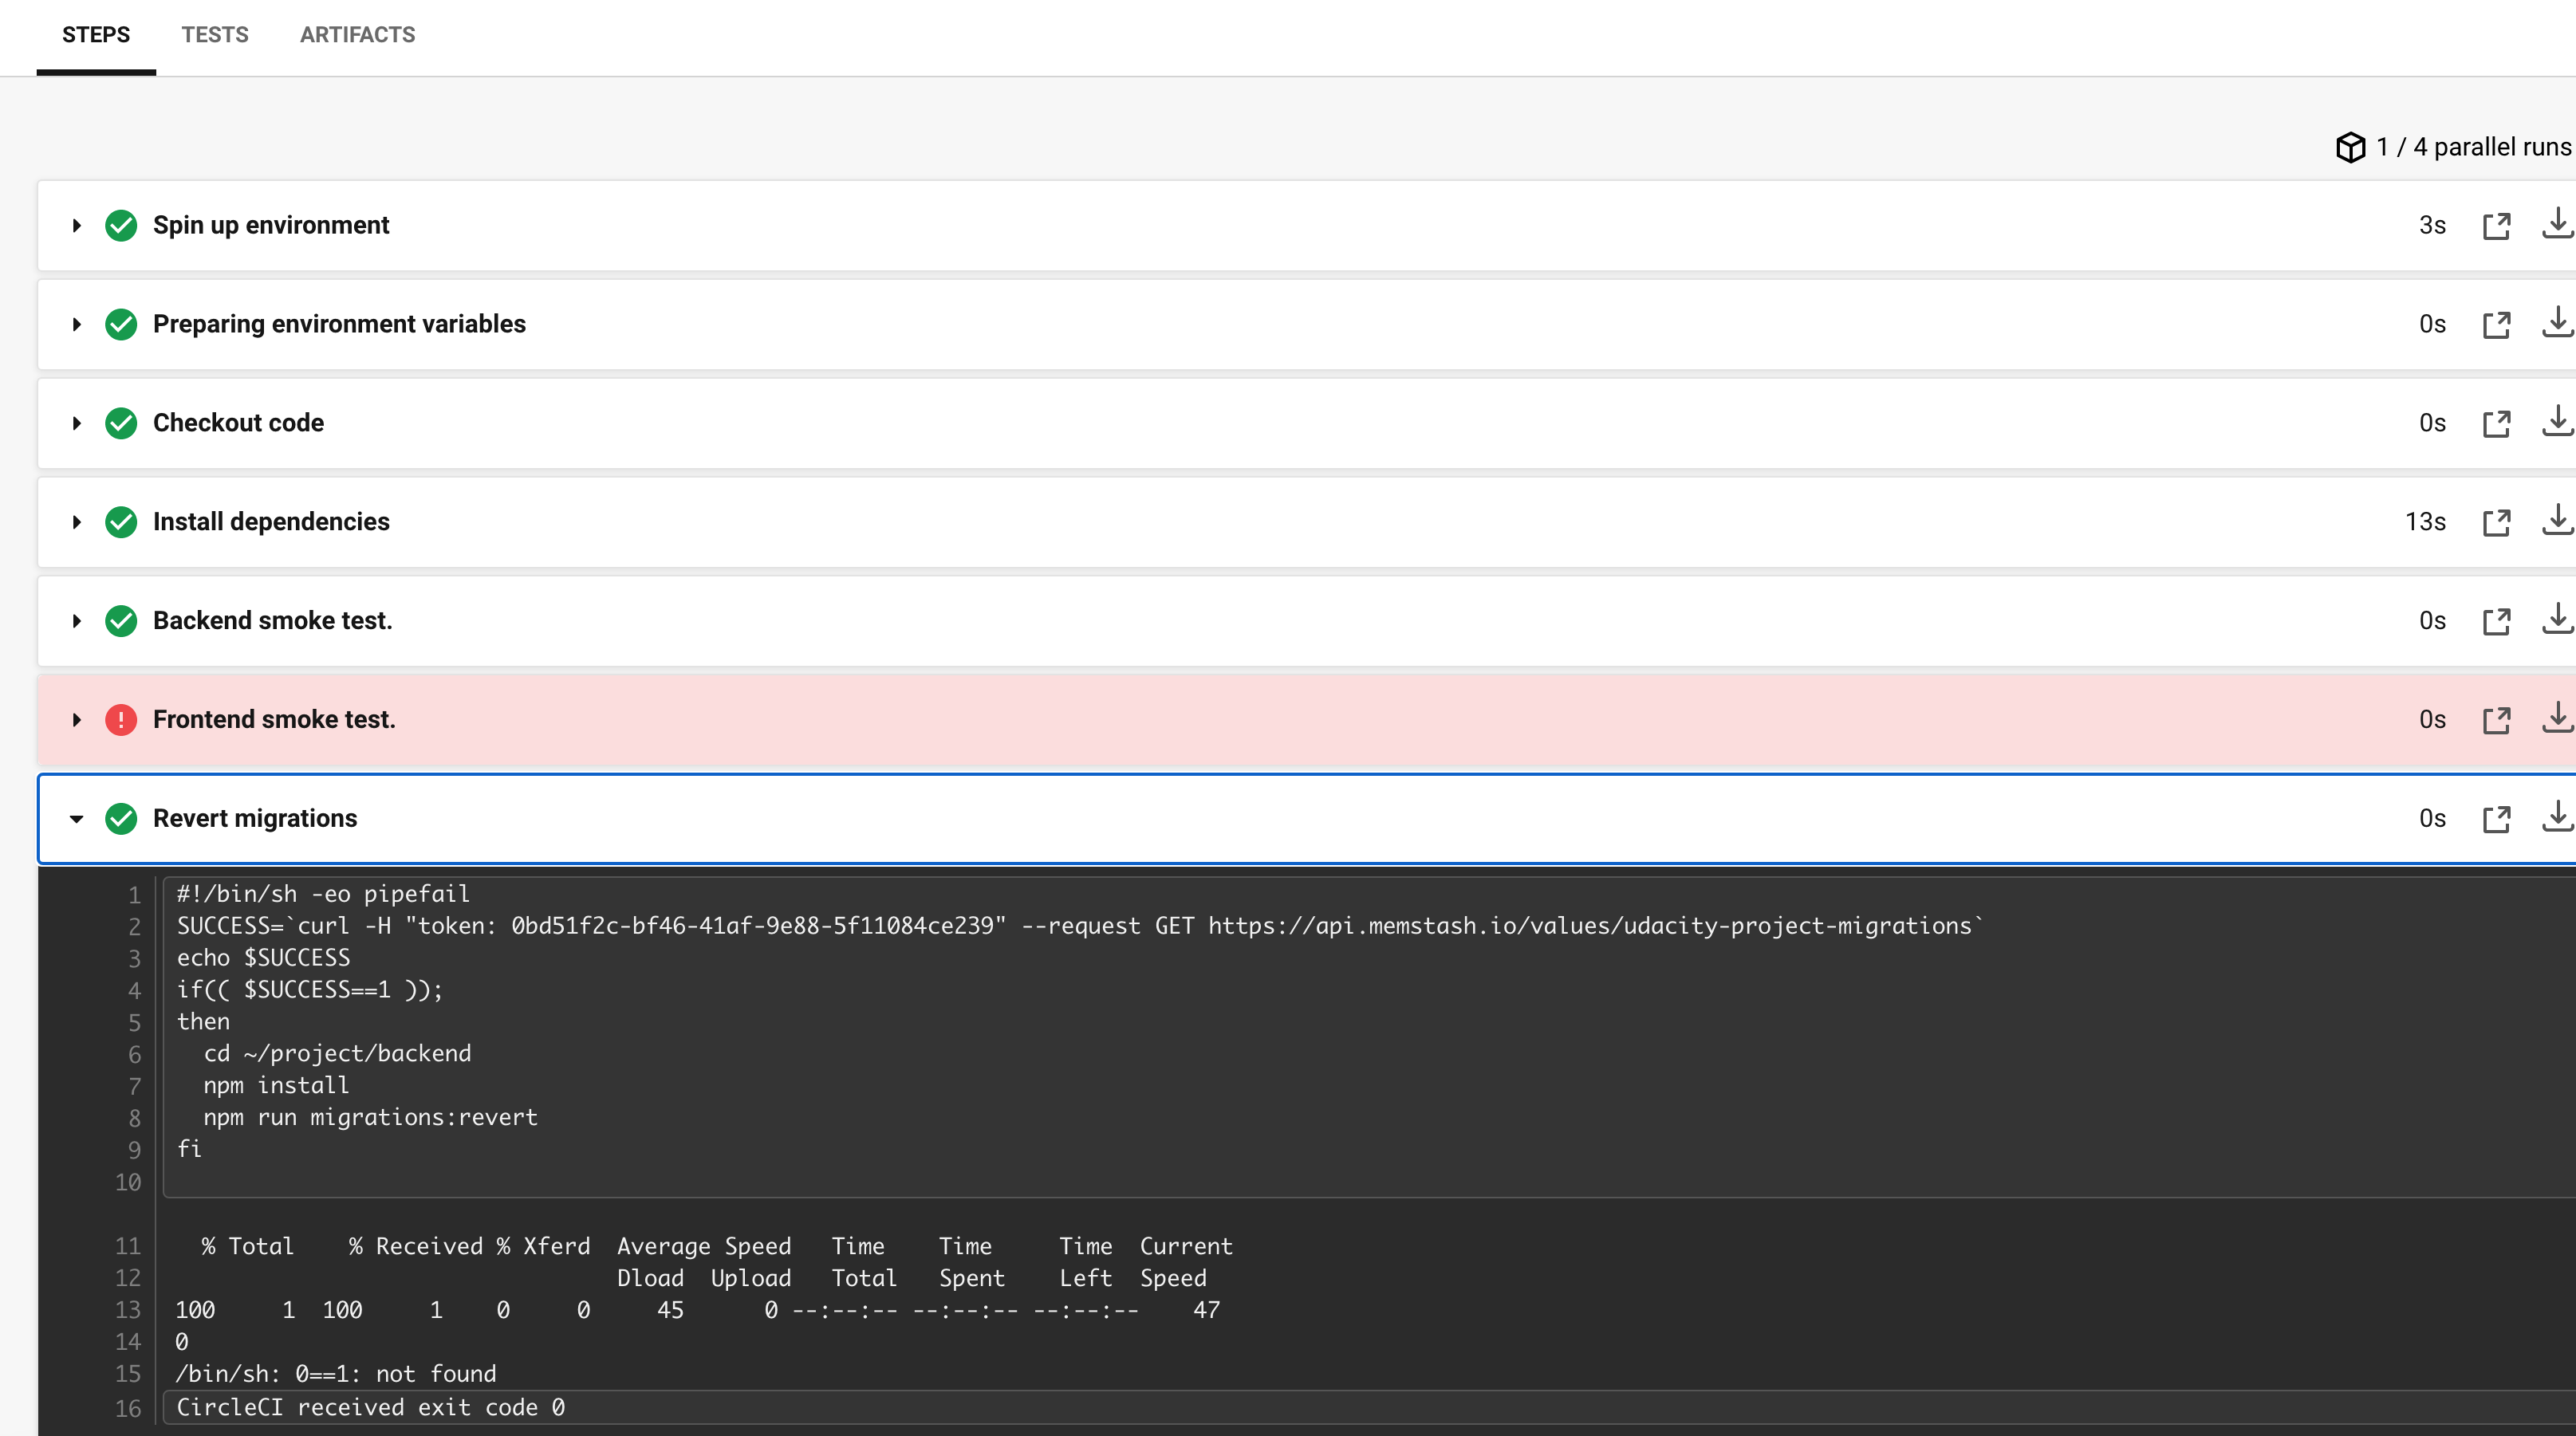 STEPS TESTS ARTIFACTS
1 / 4 parallel runs
Spin up environment 3s
Preparing environment variables 0s
Checkout code 0s
Install dependencies 13s
Backend smoke test. 0s
! Frontend smoke test. 0s
Revert migrations 0s
1 #!/bin/sh -eo pipefail
2 SUCCESS=`curl -H "token: 0bd51f2c-bf46-41af-9e88-5f11084ce239" --request GET https://api.memstash.io/values/udacity-project-migrations`
3 echo $SUCCESS
4 if(( $SUCCESS==1 ));
5 then
6   cd ~/project/backend
7   npm install
8   npm run migrations:revert
9 fi
10
11   % Total    % Received % Xferd  Average Speed   Time    Time     Time  Current
12                                  Dload  Upload   Total   Spent    Left  Speed
13 100     1  100     1    0     0     45      0 --:--:-- --:--:-- --:--:--    47
14 0
15 /bin/sh: 0==1: not found
16 CircleCI received exit code 0